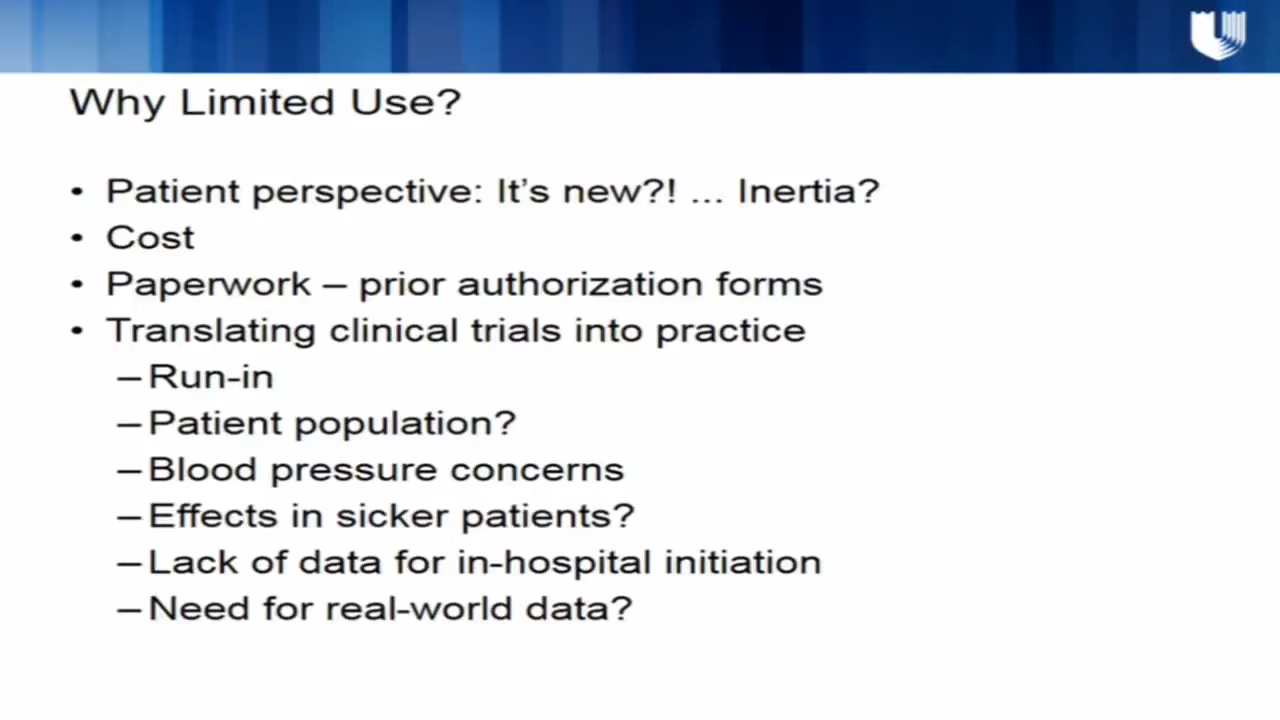 Why Limited Use?
• Patient perspective: It’s new?! ... Inertia?
• Cost
• Paperwork – prior authorization forms
• Translating clinical trials into practice
– Run-in
– Patient population?
– Blood pressure concerns
– Effects in sicker patients?
– Lack of data for in-hospital initiation
– Need for real-world data?